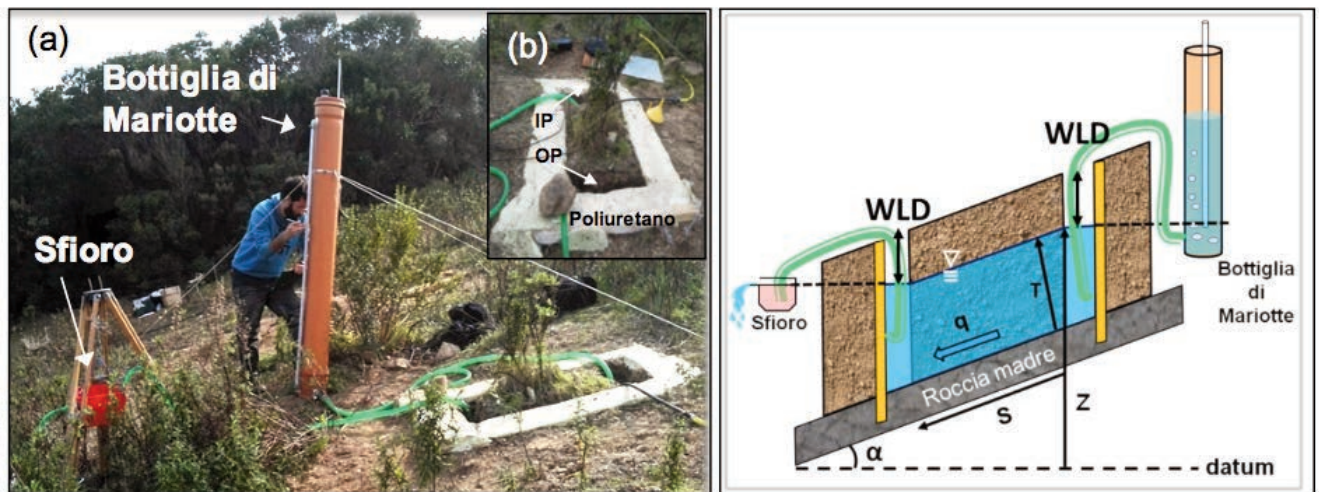 (a)
Bottiglia di
Mariotte
Sfioro
(b)
IP
OP
Poliuretano
WLD
WLD
Sfioro
Bottiglia
di
Mariotte
T
q
Roccia madre
S
Z
α
datum